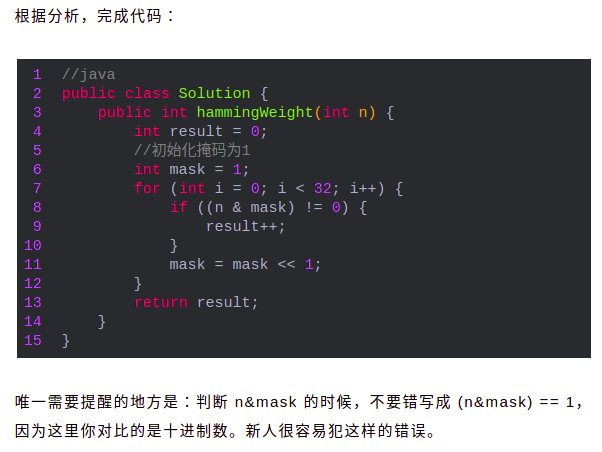 根据分析，完成代码：
1 //java
2 public class Solution {
3     public int hammingWeight(int n) {
4         int result = 0;
5         //初始化掩码为1
6         int mask = 1;
7         for (int i = 0; i < 32; i++) {
8             if ((n & mask) != 0) {
9                 result++;
10             }
11             mask = mask << 1;
12         }
13         return result;
14     }
15 }
唯一需要提醒的地方是：判断 n&mask 的时候，不要错写成 (n&mask) == 1，
因为这里你对比的是十进制数。新人很容易犯这样的错误。